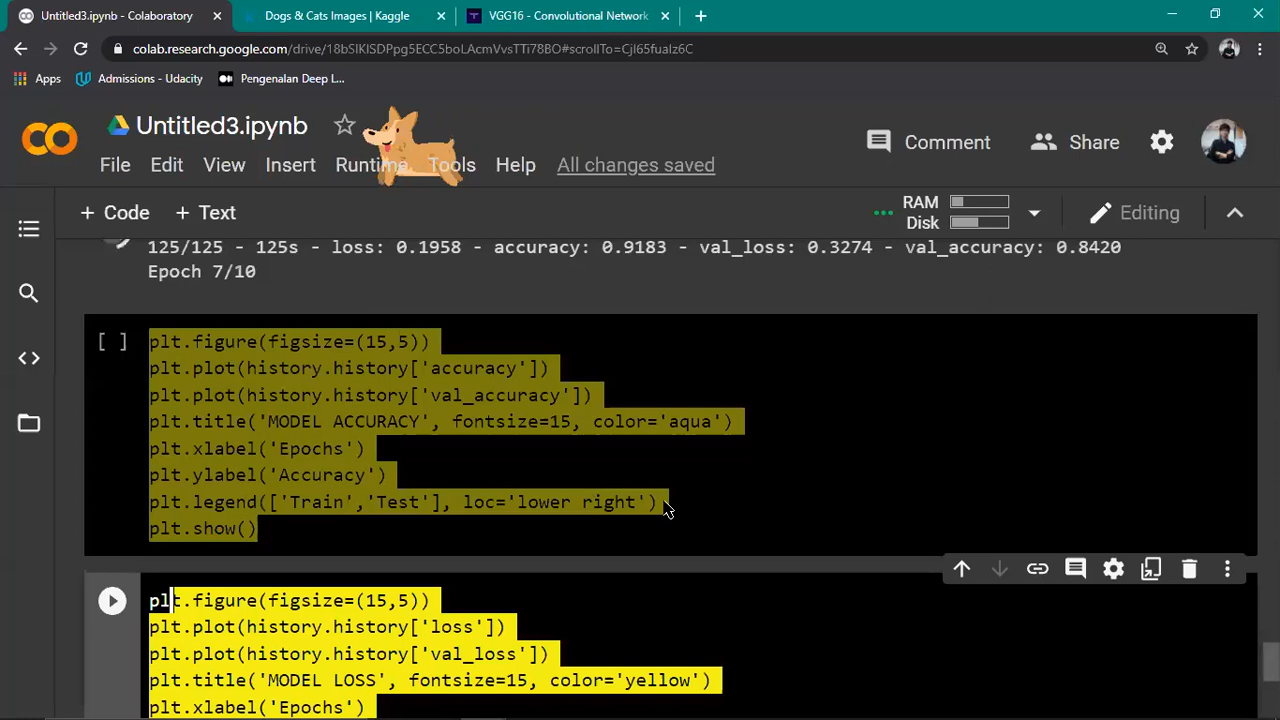 Untitled3.ipynb - Colaboratory
Dogs & Cats Images | Kaggle
VGG16 - Convolutional Network
colab.research.google.com/drive/18bSlKlSDPpg5ECC5boLAcmVvsTTi78BO#scrollTo=CjI65fuaIz6C
Apps
Admissions - Udacity
Pengenalan Deep L...
Untitled3.ipynb
Comment
Share
File Edit View Insert Runtime Tools Help All changes saved
+ Code + Text
RAM
Disk
Editing
125/125 - 125s - loss: 0.1958 - accuracy: 0.9183 - val_loss: 0.3274 - val_accuracy: 0.8420
Epoch 7/10
[ ] plt.figure(figsize=(15,5))
plt.plot(history.history['accuracy'])
plt.plot(history.history['val_accuracy'])
plt.title('MODEL ACCURACY', fontsize=15, color='aqua')
plt.xlabel('Epochs')
plt.ylabel('Accuracy')
plt.legend(['Train','Test'], loc='lower right')
plt.show()
plt.figure(figsize=(15,5))
plt.plot(history.history['loss'])
plt.plot(history.history['val_loss'])
plt.title('MODEL LOSS', fontsize=15, color='yellow')
plt.xlabel('Epochs')